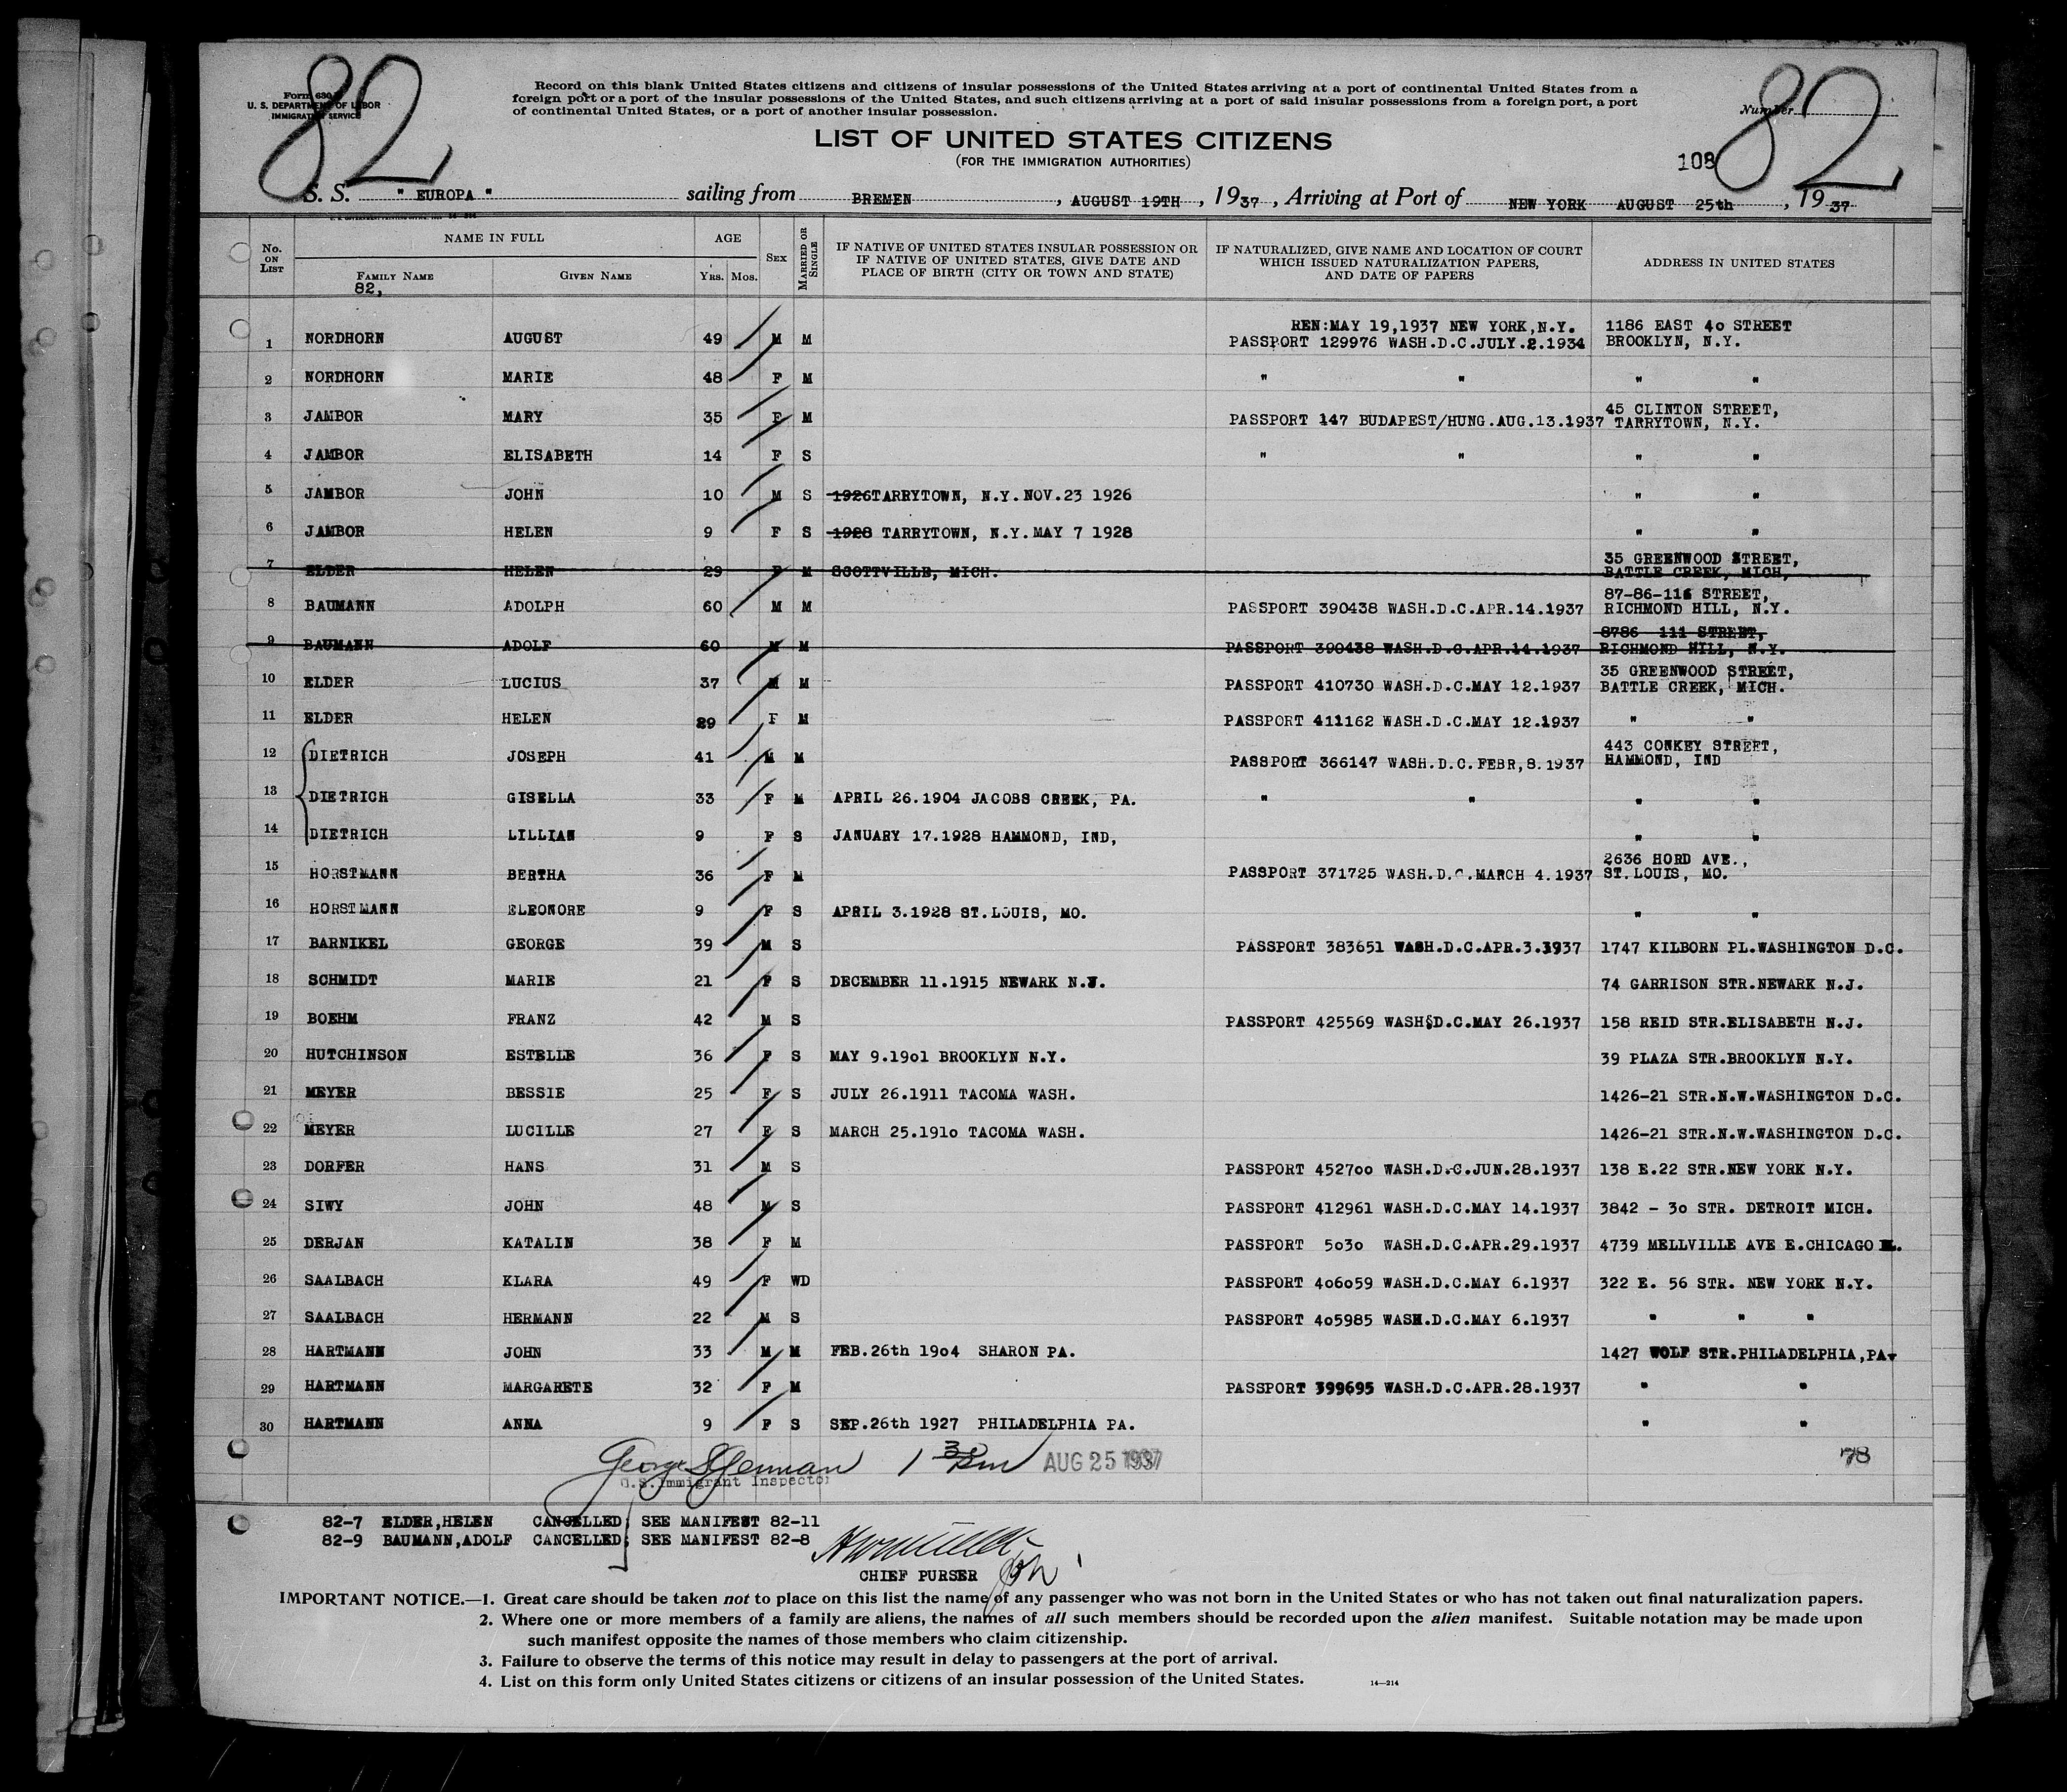 82 82
Form 630
U. S. DEPARTMENT OF LABOR
IMMIGRATION SERVICE
Number
Record on this blank United States citizens and citizens of insular possessions of the United States arriving at a port of continental United States from a
foreign port or a port of the insular possessions of the United States, and such citizens arriving at a port of said insular possessions from a foreign port, a port
of continental United States, or a port of another insular possession.
LIST OF UNITED STATES CITIZENS
(FOR THE IMMIGRATION AUTHORITIES)
108
S. S. " EUROPA " sailing from BREMEN , AUGUST 19TH , 1937 , Arriving at Port of NEW YORK AUGUST 25th , 1937
No. ON LIST NAME IN FULL FAMILY NAME GIVEN NAME AGE YRS. MOS. SEX MARRIED OR SINGLE IF NATIVE OF UNITED STATES INSULAR POSSESSION OR IF NATIVE OF UNITED STATES, GIVE DATE AND PLACE OF BIRTH (CITY OR TOWN AND STATE) IF NATURALIZED, GIVE NAME AND LOCATION OF COURT WHICH ISSUED NATURALIZATION PAPERS, AND DATE OF PAPERS ADDRESS IN UNITED STATES
82,
REN:MAY 19,1937 NEW YORK,N.Y. 1186 EAST 40 STREET
1 NORDHORN AUGUST 49 M M PASSPORT 129976 WASH.D.C.JULY.2.1934 BROOKLYN, N.Y.
2 NORDHORN MARIE 48 F M " " " "
45 CLINTON STREET,
3 JAMBOR MARY 35 F M PASSPORT 147 BUDAPEST/HUNG.AUG.13.1937 TARRYTOWN, N.Y.
4 JAMBOR ELISABETH 14 F S " " " "
5 JAMBOR JOHN 10 M S 1926TARRYTOWN, N.Y.NOV.23 1926 " "
6 JAMBOR HELEN 9 F S 1928 TARRYTOWN, N.Y.MAY 7 1928 " "
35 GREENWOOD STREET,
7 ELDER HELEN 29 F M SCOTTVILLE, MICH. BATTLE CREEK, MICH,
87-86-116 STREET,
8 BAUMANN ADOLPH 60 M M PASSPORT 390438 WASH.D.C.APR.14.1937 RICHMOND HILL, N.Y.
8786 111 STREET,
9 BAUMANN ADOLF 60 M M PASSPORT 390438 WASH.D.C.APR.14.1937 RICHMOND HILL, N.Y.
35 GREENWOOD STREET,
10 ELDER LUCIUS 37 M M PASSPORT 410730 WASH.D.C.MAY 12.1937 BATTLE CREEK, MICH.
11 ELDER HELEN 29 F M PASSPORT 411162 WASH.D.C.MAY 12.1937 " "
443 CONKEY STREET,
12 DIETRICH JOSEPH 41 M M PASSPORT 366147 WASH.D.C.FEBR,8.1937 HAMMOND, IND
13 DIETRICH GISELLA 33 F M APRIL 26.1904 JACOBS CREEK, PA. " " " "
14 DIETRICH LILLIAN 9 F S JANUARY 17.1928 HAMMOND, IND, " "
2636 HORD AVE.,
15 HORSTMANN BERTHA 36 F M PASSPORT 371725 WASH.D.C.MARCH 4.1937 ST.LOUIS, MO.
16 HORSTMANN ELEONORE 9 F S APRIL 3.1928 ST.LOUIS, MO. " "
17 BARNIKEL GEORGE 39 M S PASSPORT 383651 WASH.D.C.APR.3.1937 1747 KILBORN PL.WASHINGTON D.C.
18 SCHMIDT MARIE 21 F S DECEMBER 11.1915 NEWARK N.J. 74 GARRISON STR.NEWARK N.J.
19 BOEHM FRANZ 42 M S PASSPORT 425569 WASH§D.C.MAY 26.1937 158 REID STR.ELISABETH N.J.
20 HUTCHINSON ESTELLE 36 F S MAY 9.1901 BROOKLYN N.Y. 39 PLAZA STR.BROOKLYN N.Y.
21 MEYER BESSIE 25 F S JULY 26.1911 TACOMA WASH. 1426-21 STR.N.W.WASHINGTON D.C.
22 MEYER LUCILLE 27 F S MARCH 25.1910 TACOMA WASH. 1426-21 STR.N.W.WASHINGTON D.C.
23 DORFER HANS 31 M S PASSPORT 452700 WASH.D.C.JUN.28.1937 138 E.22 STR.NEW YORK N.Y.
24 SIWY JOHN 48 M S PASSPORT 412961 WASH.D.C.MAY 14.1937 3842 - 30 STR. DETROIT MICH.
25 DERJAN KATALIN 38 F M PASSPORT 5030 WASH.D.C.APR.29.1937 4739 MELLVILLE AVE E.CHICAGO
26 SAALBACH KLARA 49 F WD PASSPORT 406059 WASH.D.C.MAY 6.1937 322 E. 56 STR. NEW YORK N.Y.
27 SAALBACH HERMANN 22 M S PASSPORT 405985 WASH.D.C.MAY 6.1937 " " "
28 HARTMANN JOHN 33 M M FEB.26th 1904 SHARON PA. 1427 WOLF STR.PHILADELPHIA,PA.
29 HARTMANN MARGARETE 32 F M PASSPORT 399695 WASH.D.C.APR.28.1937 " "
30 HARTMANN ANNA 9 F S SEP.26th 1927 PHILADELPHIA PA. " "
George 1 30 pm AUG 25 1937 78
U.S. Immigrant Inspector
82-7 ELDER,HELEN CANCELLED; SEE MANIFEST 82-11
82-9 BAUMANN,ADOLF CANCELLED; SEE MANIFEST 82-8
CHIEF PURSER
IMPORTANT NOTICE.—1. Great care should be taken not to place on this list the name of any passenger who was not born in the United States or who has not taken out final naturalization papers.
2. Where one or more members of a family are aliens, the names of all such members should be recorded upon the alien manifest. Suitable notation may be made upon
such manifest opposite the names of those members who claim citizenship.
3. Failure to observe the terms of this notice may result in delay to passengers at the port of arrival.
4. List on this form only United States citizens or citizens of an insular possession of the United States.
14—214